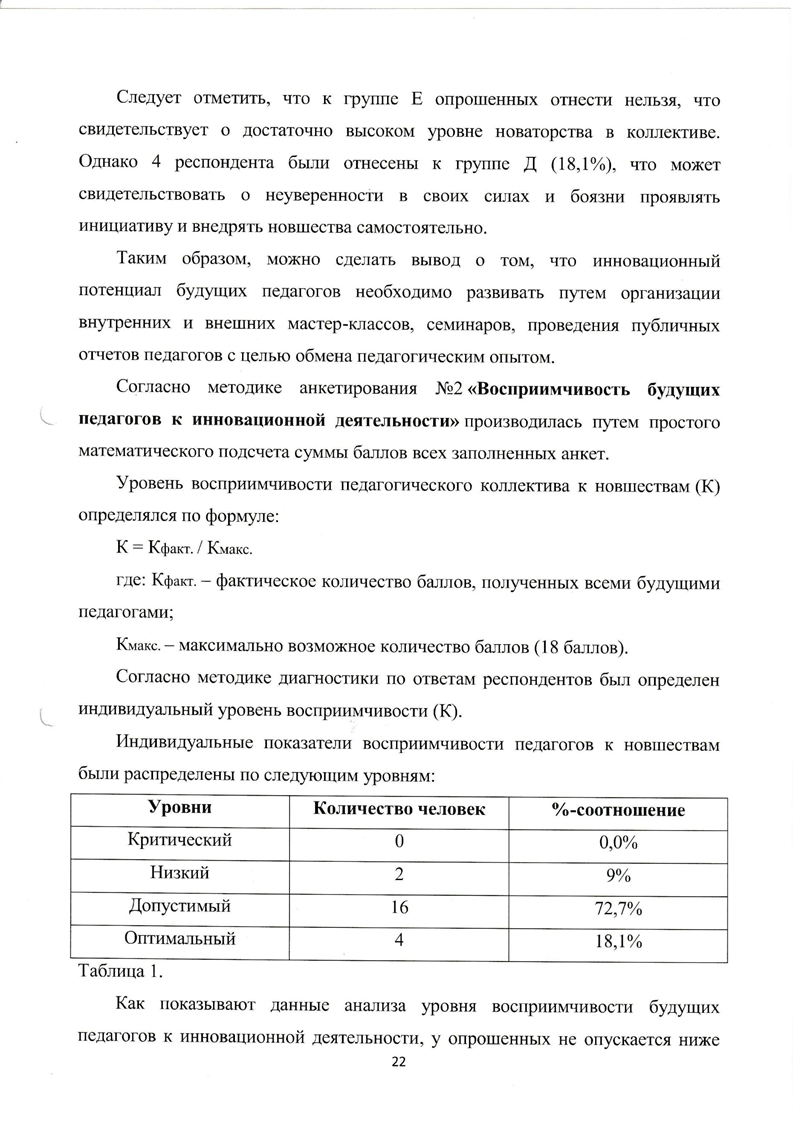 Следует отметить, что к группе Е опрошенных отнести нельзя, что
свидетельствует о достаточно высоком уровне новаторства в коллективе.
Однако 4 респондента были отнесены к группе Д (18,1%), что может
свидетельствовать о неуверенности в своих силах и боязни проявлять
инициативу и внедрять новшества самостоятельно.
Таким образом, можно сделать вывод о том, что инновационный
потенциал будущих педагогов необходимо развивать путем организации
внутренних и внешних мастер-классов, семинаров, проведения публичных
отчетов педагогов с целью обмена педагогическим опытом.
Согласно методике анкетирования №2 «Восприимчивость будущих
педагогов к инновационной деятельности» производилась путем простого
математического подсчета суммы баллов всех заполненных анкет.
Уровень восприимчивости педагогического коллектива к новшествам (К)
определялся по формуле:
К = Кфакт. / Кмакс.
где: Кфакт. – фактическое количество баллов, полученных всеми будущими
педагогами;
Кмакс. – максимально возможное количество баллов (18 баллов).
Согласно методике диагностики по ответам респондентов был определен
индивидуальный уровень восприимчивости (К).
Индивидуальные показатели восприимчивости педагогов к новшествам
были распределены по следующим уровням:
Уровни Количество человек %-соотношение
Критический 0 0,0%
Низкий 2 9%
Допустимый 16 72,7%
Оптимальный 4 18,1%
Таблица 1.
Как показывают данные анализа уровня восприимчивости будущих
педагогов к инновационной деятельности, у опрошенных не опускается ниже
22